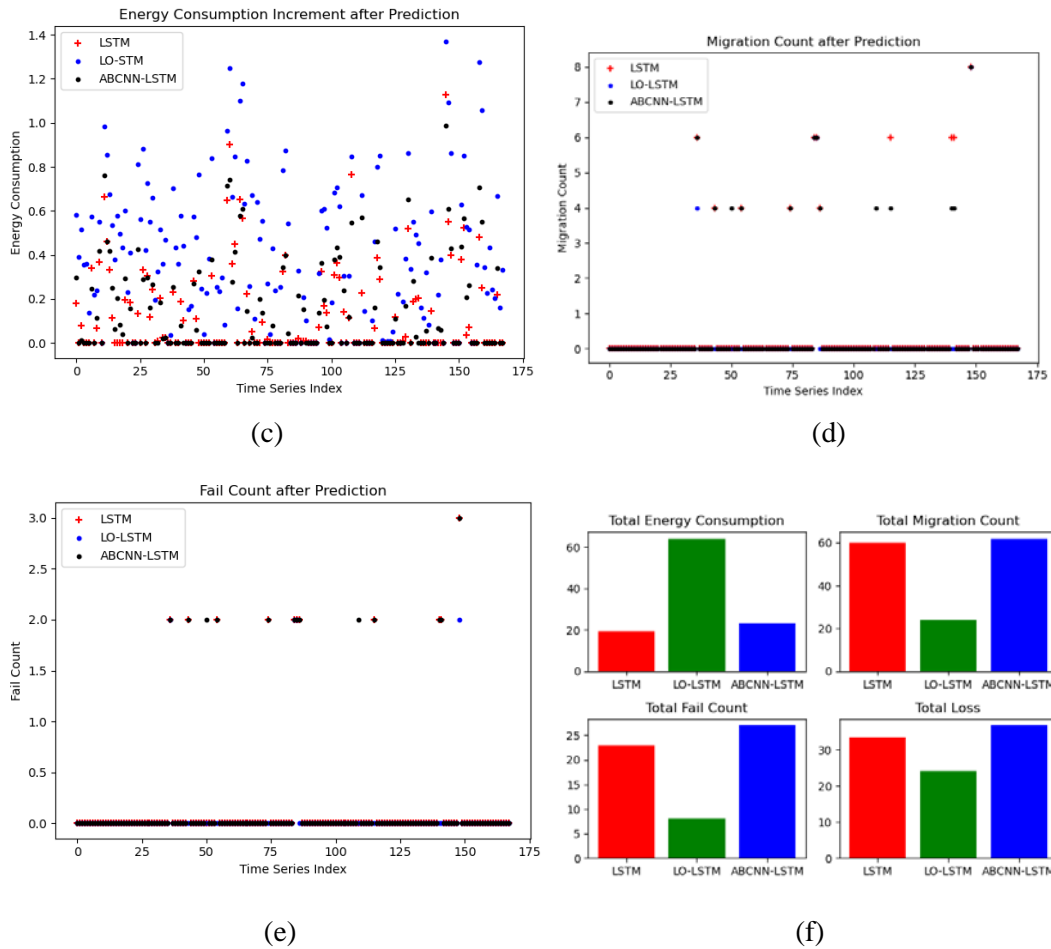 Energy Consumption Increment after Prediction
LSTM
LO-STM
ABCNN-LSTM
1.4
1.2
1.0
0.8
0.6
0.4
0.2
0.0
Energy Consumption
0 25 50 75 100 125 150 175
Time Series Index
(c)
Migration Count after Prediction
LSTM
LO-LSTM
ABCNN-LSTM
8
7
6
5
4
3
2
1
0
Migration Count
0 25 50 75 100 125 150 175
Time Series Index
(d)
Fail Count after Prediction
LSTM
LO-LSTM
ABCNN-LSTM
3.0
2.5
2.0
1.5
1.0
0.5
0.0
Fail Count
0 25 50 75 100 125 150 175
Time Series Index
(e)
Total Energy Consumption
60
40
20
0
LSTM LO-LSTM ABCNN-LSTM
Total Migration Count
60
50
40
30
20
10
0
LSTM LO-LSTM ABCNN-LSTM
Total Fail Count
25
20
15
10
5
0
LSTM LO-LSTM ABCNN-LSTM
Total Loss
30
20
10
0
LSTM LO-LSTM ABCNN-LSTM
(f)